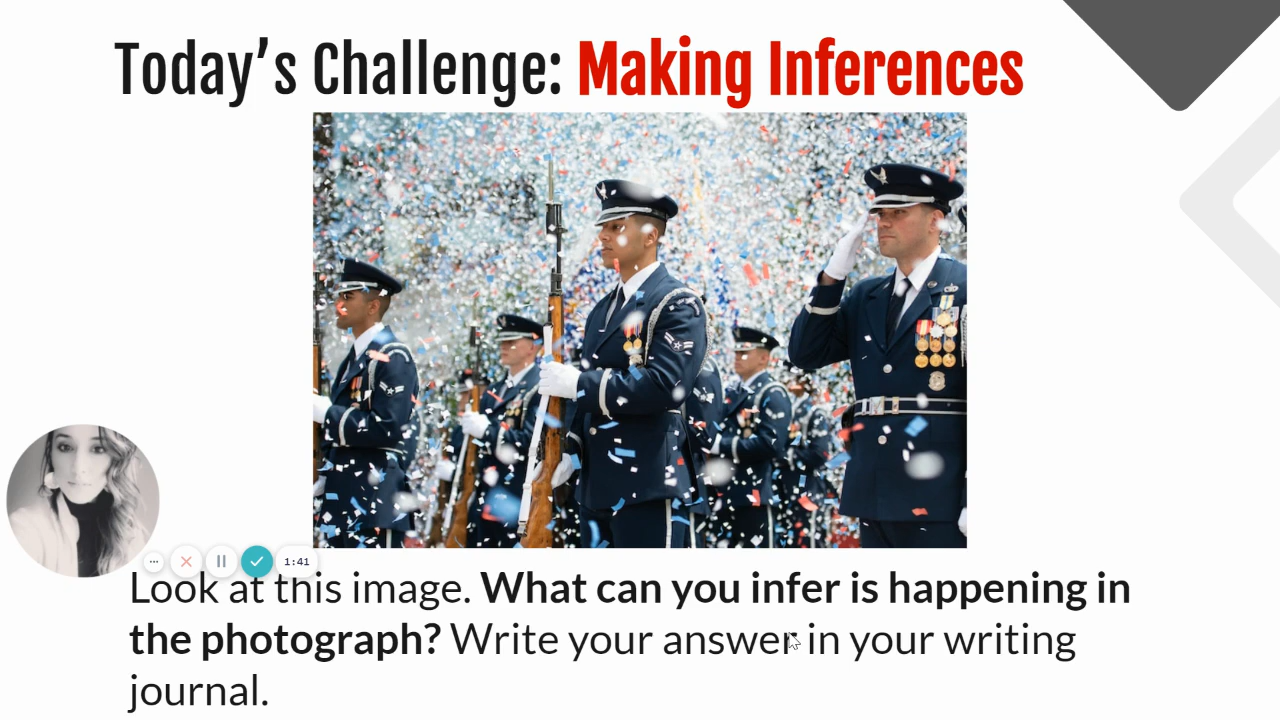 Today's Challenge: Making Inferences
1:41
Look at this image. What can you infer is happening in
the photograph? Write your answer in your writing
journal.